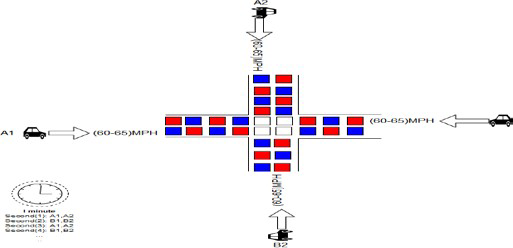 A2
(60-65)MPH
(60-65)MPH
A1
(60-65)MPH
(60-65)MPH
B2
1 minute
Second(1): A1,A2
Second(2): B1,B2
Second(3): A1,A2
Second(4): B1,B2
...